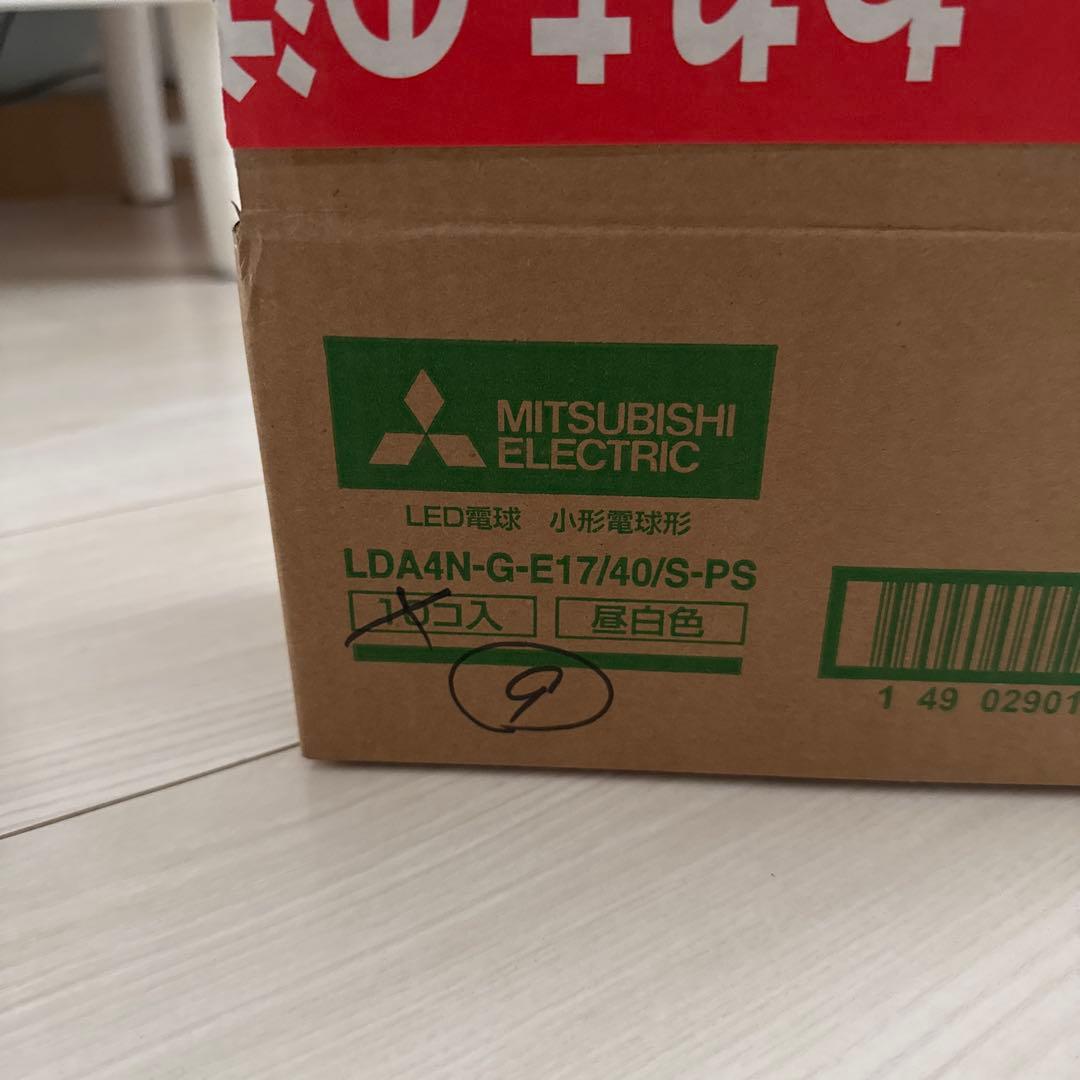 MITSUBISHI
ELECTRIC
LED電球 小形電球形
LDA4N-G-E17/40/S-PS
10コ入 昼白色
9
1 49 02901